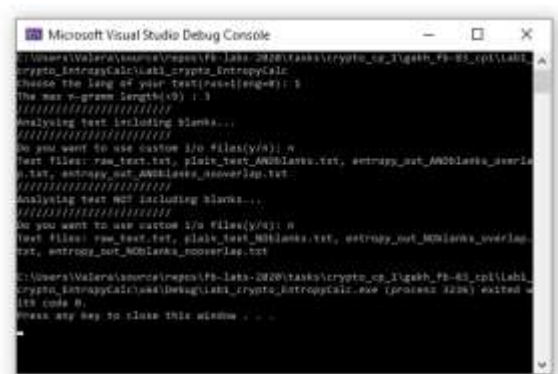 Microsoft Visual Studio Debug Console
C:\Users\Valera\source\repos\fb-labs-2020\tasks\crypto_cp_1\gakh_fb-83_cp1\Lab1_
crypto_EntropyCalc\Lab1_crypto_EntropyCalc
Choose the lang of your text(rus=1|eng=0): 1
The max n-gramm length(<9) : 3
////////////////////////
Analysing text including blanks...
////////////////////////
Do you want to use custom i/o files(y/n): n
Text files: raw_text.txt, plain_text_ANDblanks.txt, entropy_out_ANDblanks_overla
p.txt, entropy_out_ANDblanks_nooverlap.txt
////////////////////////
Analysing text NOT including blanks...
////////////////////////
Do you want to use custom i/o files(y/n): n
Text files: raw_text.txt, plain_text_NOblanks.txt, entropy_out_NOblanks_overlap.
txt, entropy_out_NOblanks_nooverlap.txt
C:\Users\Valera\source\repos\fb-labs-2020\tasks\crypto_cp_1\gakh_fb-83_cp1\Lab1_
crypto_EntropyCalc\x64\Debug\Lab1_crypto_EntropyCalc.exe (process 3236) exited w
ith code 0.
Press any key to close this window . . .